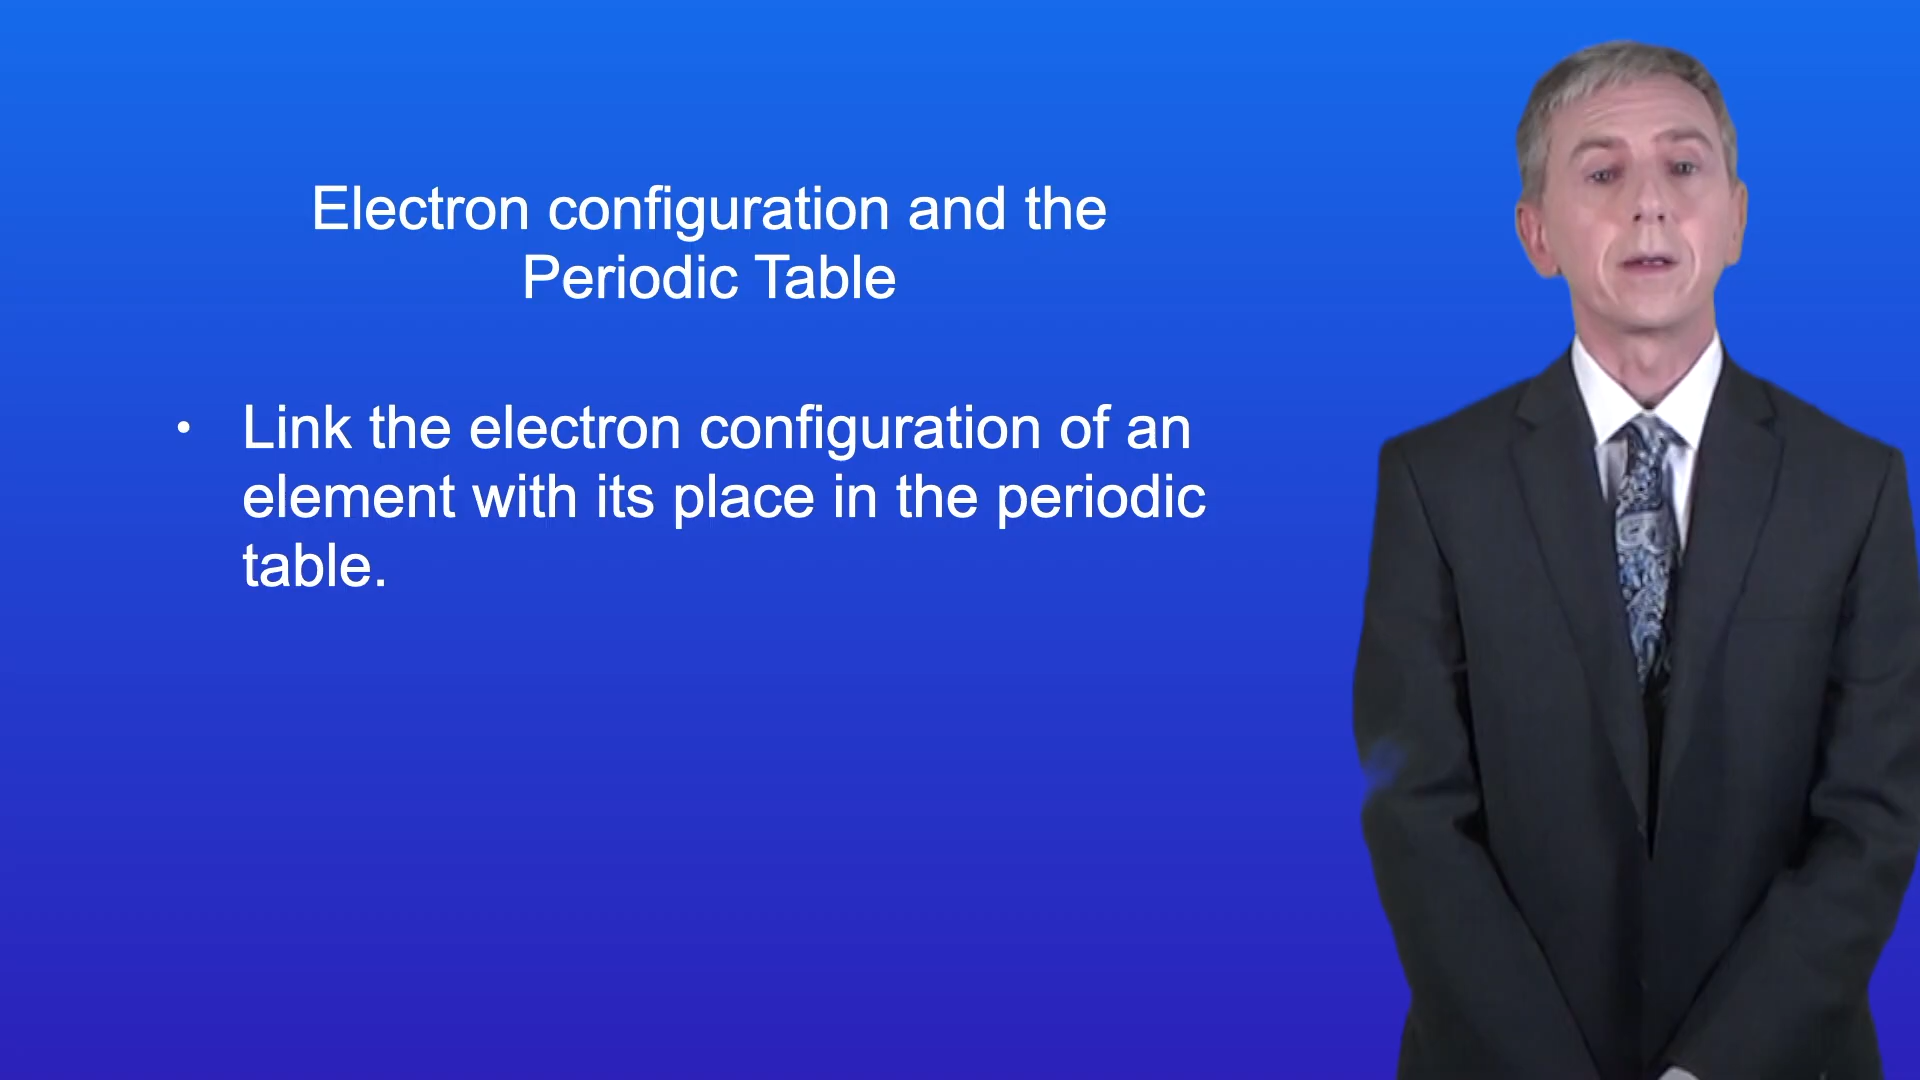 Electron configuration and the
Periodic Table
• Link the electron configuration of an
element with its place in the periodic
table.